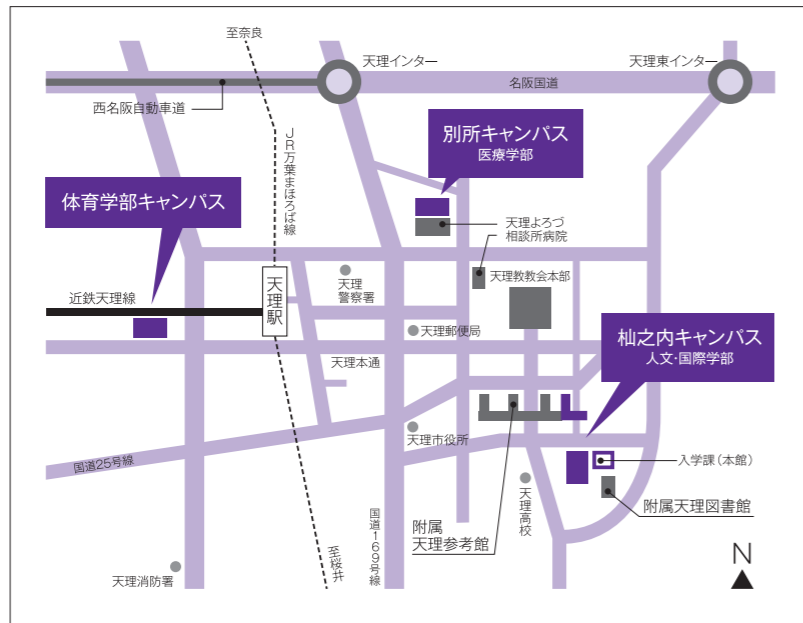 至奈良
天理インター
天理東インター
名阪国道
西名阪自動車道
JR万葉まほろば線
別所キャンパス
医療学部
体育学部キャンパス
天理よろづ
相談所病院
天理
警察署
天理教教会本部
近鉄天理線
天理駅
天理郵便局
杣之内キャンパス
人文・国際学部
天理本通
天理市役所
国道25号線
入学課(本館)
附属天理図書館
天理高校
附属
天理参考館
国道169号線
至桜井
天理消防署
N